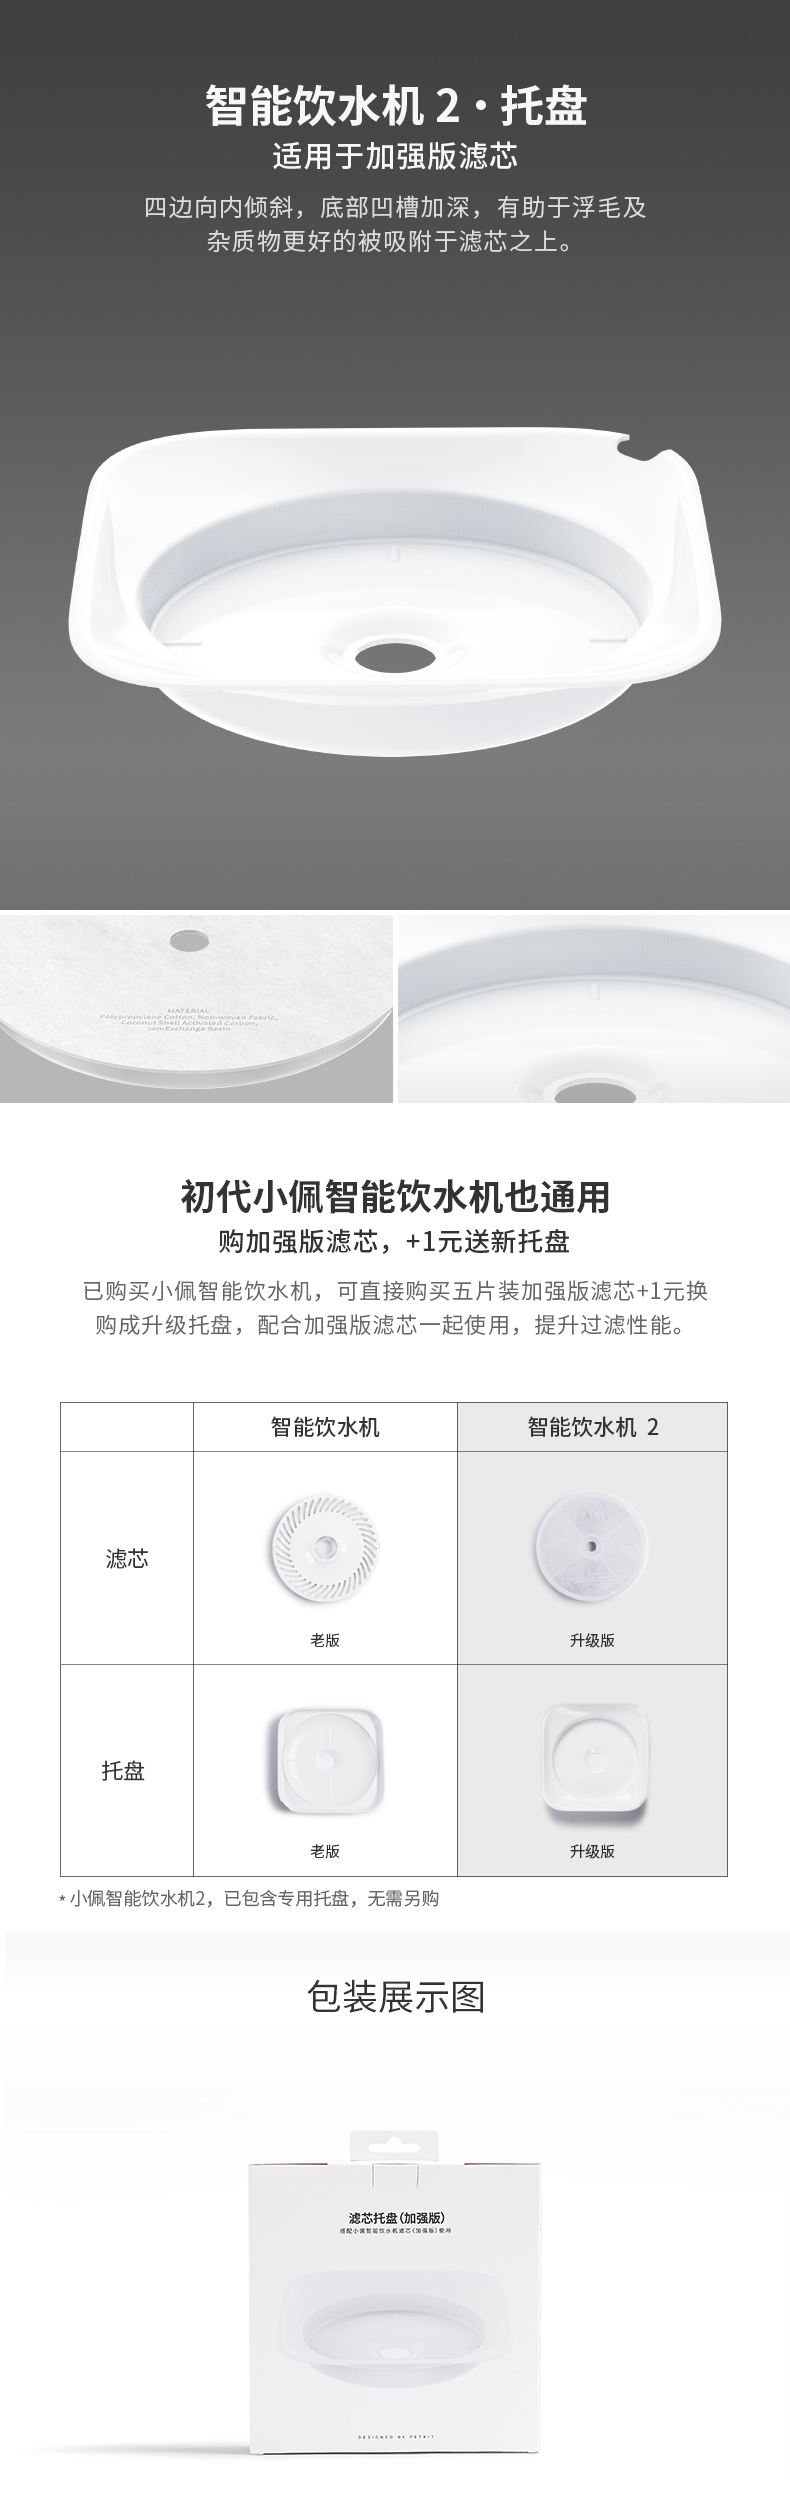 智能饮水机 2·托盘
适用于加强版滤芯
四边向内倾斜，底部凹槽加深，有助于浮毛及
杂质物更好的被吸附于滤芯之上。
MATERIAL
Polypropylene Cotton, Non-woven Fabric,
Coconut Shell Activated Carbon,
Ion-Exchange Resin
初代小佩智能饮水机也通用
购加强版滤芯，+1元送新托盘
已购买小佩智能饮水机，可直接购买五片装加强版滤芯+1元换
购成升级托盘，配合加强版滤芯一起使用，提升过滤性能。
智能饮水机
智能饮水机 2
滤芯
老版
升级版
托盘
老版
升级版
* 小佩智能饮水机2，已包含专用托盘，无需另购
包装展示图
滤芯托盘（加强版）
搭配小佩智能饮水机滤芯（加强版）使用
DESIGNED BY PETKIT